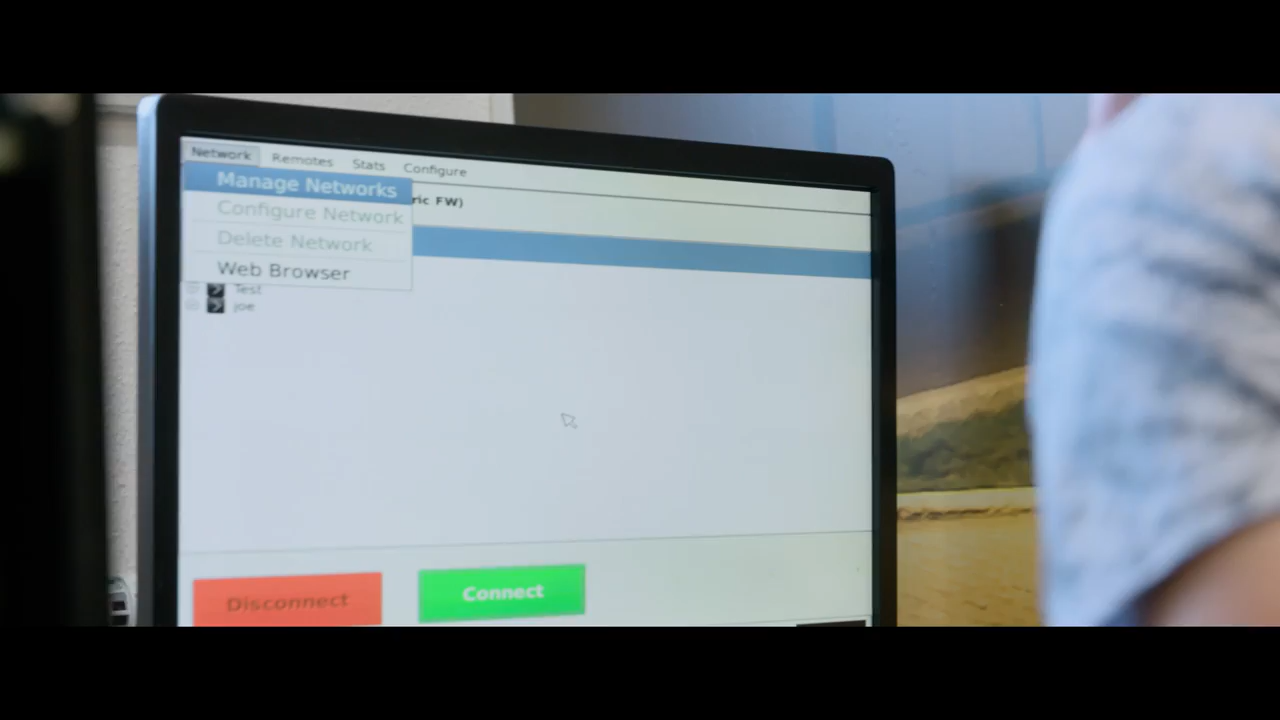 Network Remotes Stats Configure
Manage Networks
ric FW)
Configure Network
Delete Network
Web Browser
Test
joe
Disconnect Connect